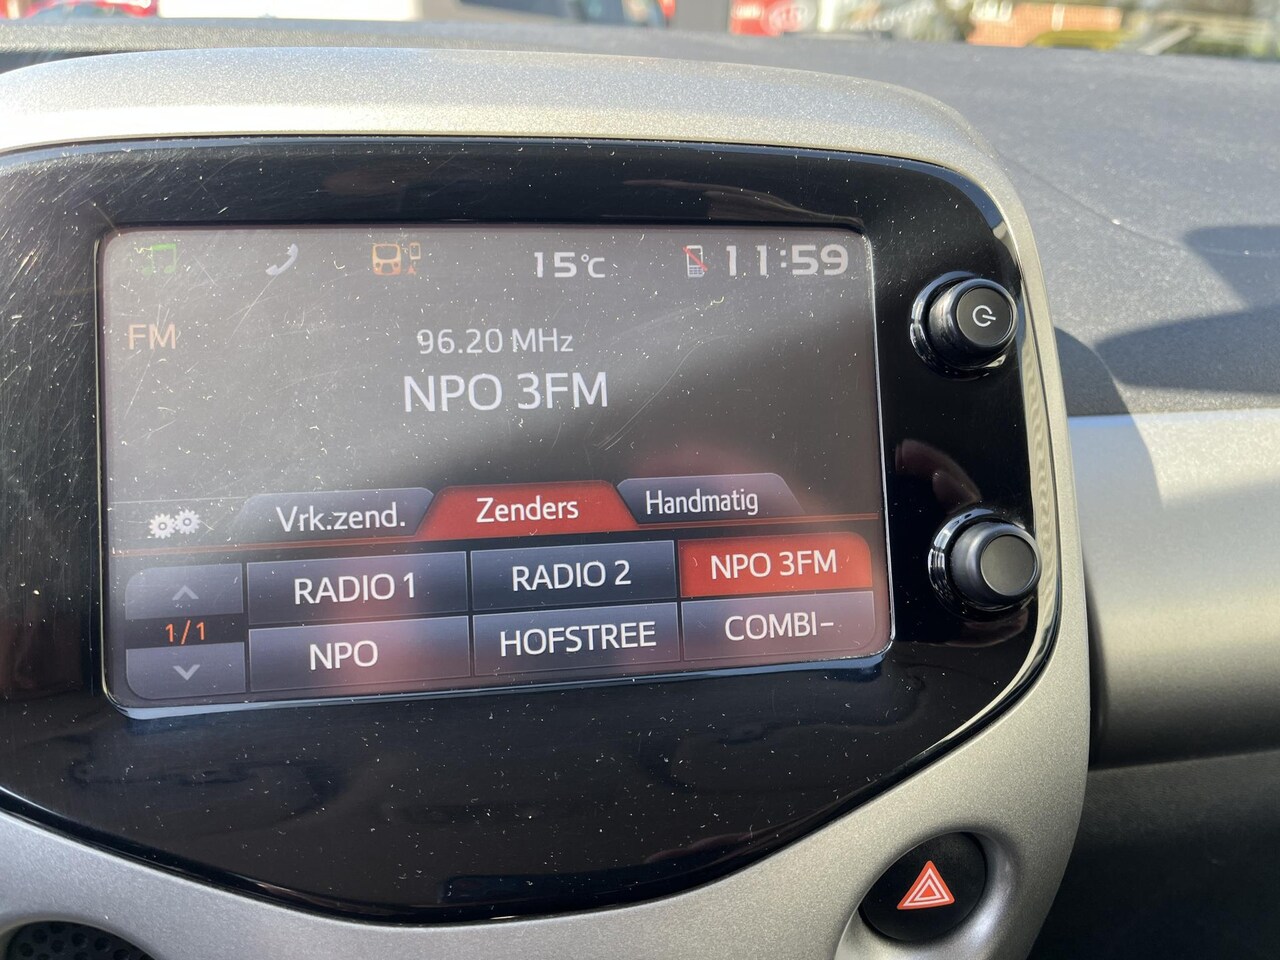 15°C
11:59
FM
96.20 MHz
NPO 3FM
Vrk.zend.
Zenders
Handmatig
RADIO 1
RADIO 2
NPO 3FM
1/1
NPO
HOFSTREE
COMBI-
KIA